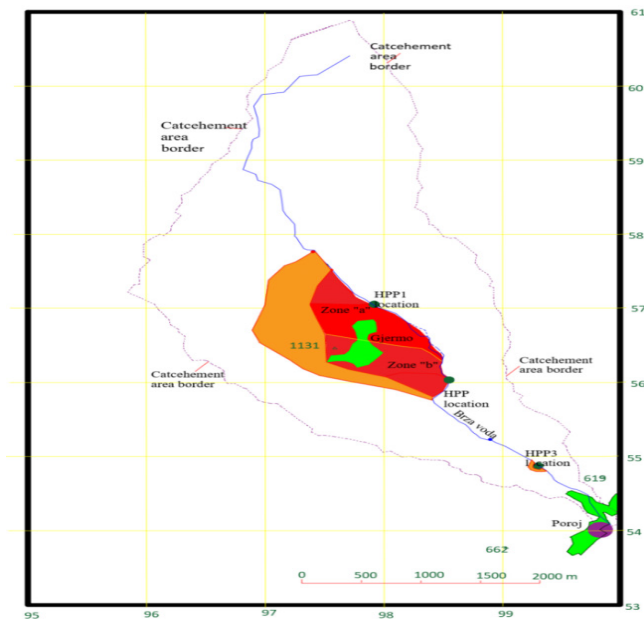 61
Catcehement
area
border
60
Catcehement
area
border
59
58
57
HPP1
location
Zone "a"
Gjermo
1131
Zone "b"
Catcehement
area border
Catcehement
area border
56
HPP
location
Brza voda
55
HPP3
location
619
Poroj
54
662
0 500 1000 1500 2000 m
53
95 96 97 98 99